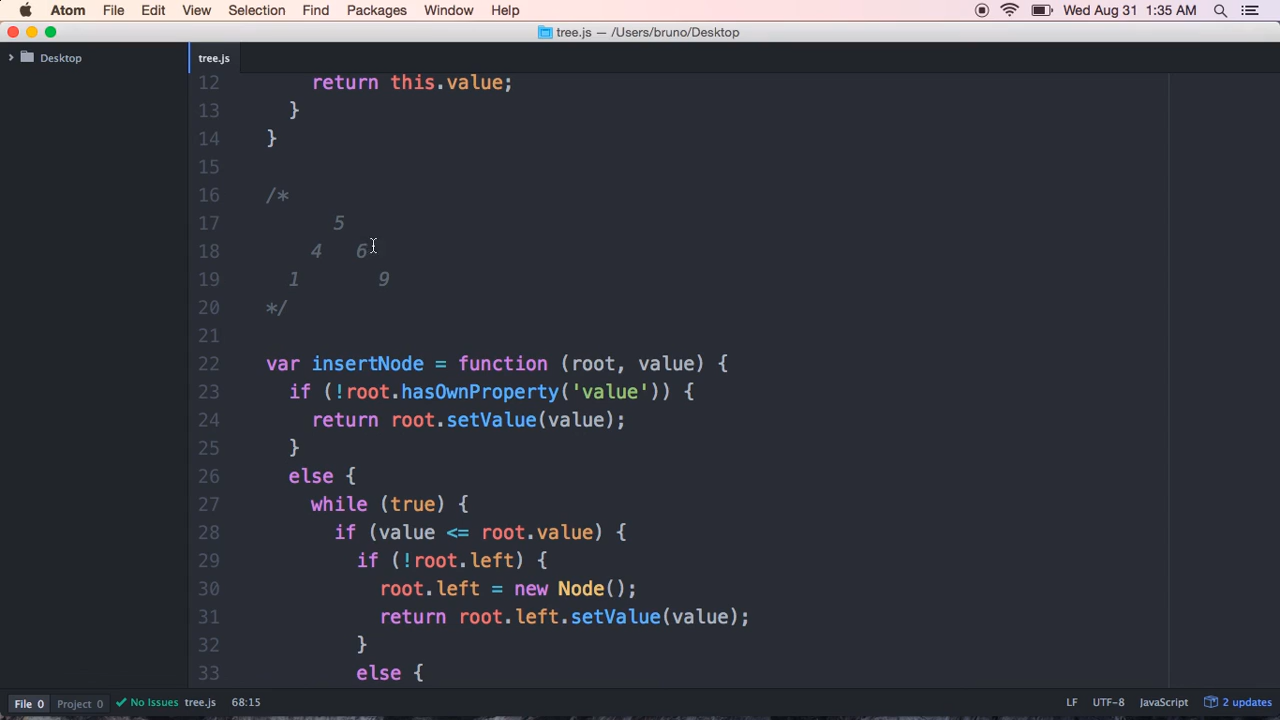 Atom File Edit View Selection Find Packages Window Help Wed Aug 31 1:35 AM
tree.js — /Users/bruno/Desktop
Desktop tree.js
12 return this.value;
13 }
14 }
15
16 /*
17 5
18 4 6
19 1 9
20 */
21
22 var insertNode = function (root, value) {
23 if (!root.hasOwnProperty('value')) {
24 return root.setValue(value);
25 }
26 else {
27 while (true) {
28 if (value <= root.value) {
29 if (!root.left) {
30 root.left = new Node();
31 return root.left.setValue(value);
32 }
33 else {
File 0 Project 0 No Issues tree.js 68:15 LF UTF-8 JavaScript 2 updates